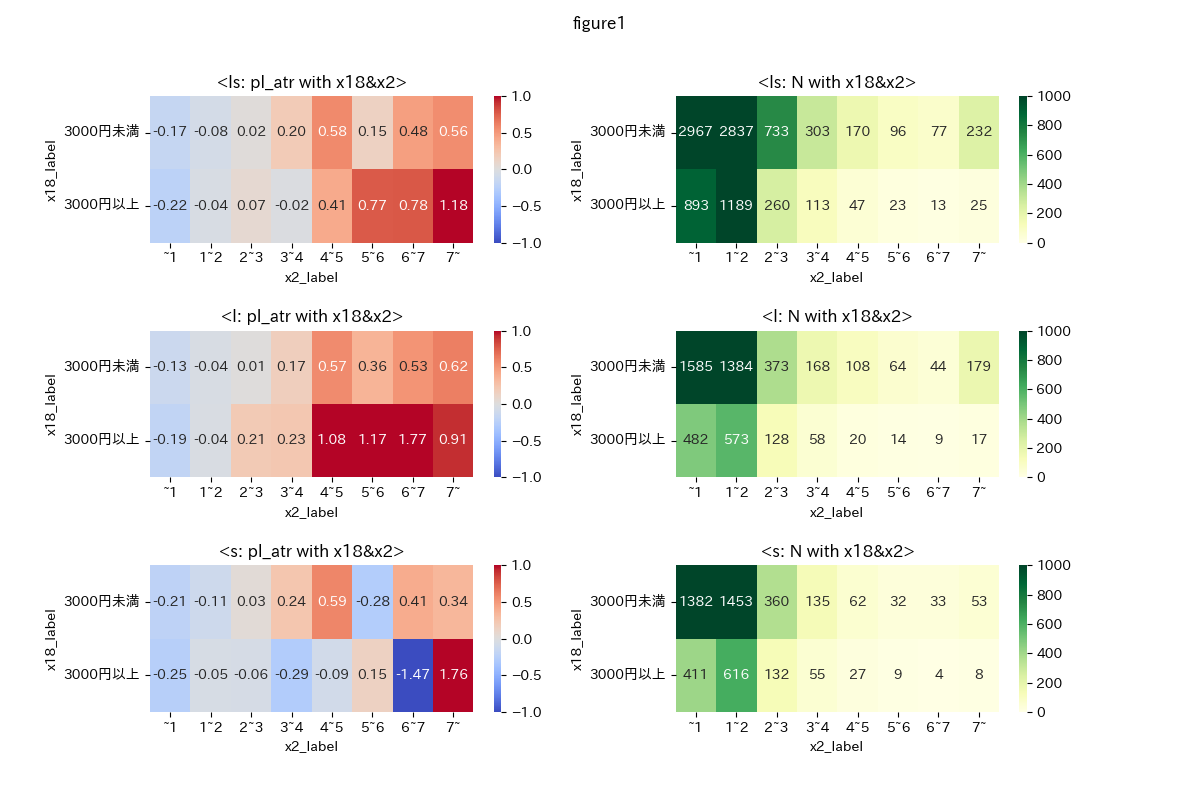 figure1
<ls: pl_atr with x18&x2>
x18_label
3000円未満 -0.17 -0.08 0.02 0.20 0.58 0.15 0.48 0.56
3000円以上 -0.22 -0.04 0.07 -0.02 0.41 0.77 0.78 1.18
~1 1~2 2~3 3~4 4~5 5~6 6~7 7~
x2_label
1.0
0.5
0.0
−0.5
−1.0
<ls: N with x18&x2>
x18_label
3000円未満 2967 2837 733 303 170 96 77 232
3000円以上 893 1189 260 113 47 23 13 25
~1 1~2 2~3 3~4 4~5 5~6 6~7 7~
x2_label
1000
800
600
400
200
0
<l: pl_atr with x18&x2>
x18_label
3000円未満 -0.13 -0.04 0.01 0.17 0.57 0.36 0.53 0.62
3000円以上 -0.19 -0.04 0.21 0.23 1.08 1.17 1.77 0.91
~1 1~2 2~3 3~4 4~5 5~6 6~7 7~
x2_label
1.0
0.5
0.0
−0.5
−1.0
<l: N with x18&x2>
x18_label
3000円未満 1585 1384 373 168 108 64 44 179
3000円以上 482 573 128 58 20 14 9 17
~1 1~2 2~3 3~4 4~5 5~6 6~7 7~
x2_label
1000
800
600
400
200
0
<s: pl_atr with x18&x2>
x18_label
3000円未満 -0.21 -0.11 0.03 0.24 0.59 -0.28 0.41 0.34
3000円以上 -0.25 -0.05 -0.06 -0.29 -0.09 0.15 -1.47 1.76
~1 1~2 2~3 3~4 4~5 5~6 6~7 7~
x2_label
1.0
0.5
0.0
−0.5
−1.0
<s: N with x18&x2>
x18_label
3000円未満 1382 1453 360 135 62 32 33 53
3000円以上 411 616 132 55 27 9 4 8
~1 1~2 2~3 3~4 4~5 5~6 6~7 7~
x2_label
1000
800
600
400
200
0